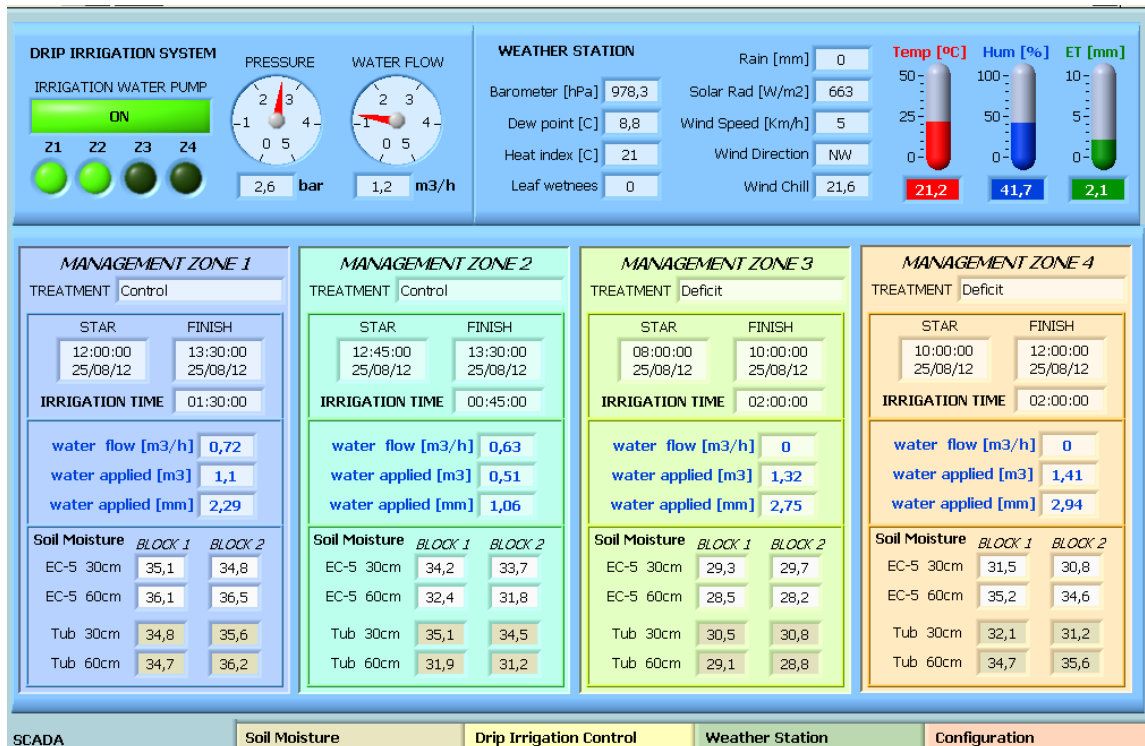 DRIP IRRIGATION SYSTEM
IRRIGATION WATER PUMP
ON
Z1 Z2 Z3 Z4
PRESSURE
2 3
1 4
0 5
2,6 bar
WATER FLOW
2 3
1 4
0 5
1,2 m3/h
WEATHER STATION
Barometer [hPa] 978,3
Dew point [C] 8,8
Heat index [C] 21
Leaf wetnees 0
Rain [mm] 0
Solar Rad [W/m2] 663
Wind Speed [Km/h] 5
Wind Direction NW
Wind Chill 21,6
Temp [ºC]
50
25
0
21,2
Hum [%]
100
50
0
41,7
ET [mm]
10
5
0
2,1
MANAGEMENT ZONE 1
TREATMENT Control
STAR FINISH
12:00:00 13:30:00
25/08/12 25/08/12
IRRIGATION TIME 01:30:00
water flow [m3/h] 0,72
water applied [m3] 1,1
water applied [mm] 2,29
Soil Moisture BLOCK 1 BLOCK 2
EC-5 30cm 35,1 34,8
EC-5 60cm 36,1 36,5
Tub 30cm 34,8 35,6
Tub 60cm 34,7 36,2
MANAGEMENT ZONE 2
TREATMENT Control
STAR FINISH
12:45:00 13:30:00
25/08/12 25/08/12
IRRIGATION TIME 00:45:00
water flow [m3/h] 0,63
water applied [m3] 0,51
water applied [mm] 1,06
Soil Moisture BLOCK 1 BLOCK 2
EC-5 30cm 34,2 33,7
EC-5 60cm 32,4 31,8
Tub 30cm 35,1 34,5
Tub 60cm 31,9 31,2
MANAGEMENT ZONE 3
TREATMENT Deficit
STAR FINISH
08:00:00 10:00:00
25/08/12 25/08/12
IRRIGATION TIME 02:00:00
water flow [m3/h] 0
water applied [m3] 1,32
water applied [mm] 2,75
Soil Moisture BLOCK 1 BLOCK 2
EC-5 30cm 29,3 29,7
EC-5 60cm 28,5 28,2
Tub 30cm 30,5 30,8
Tub 60cm 29,1 28,8
MANAGEMENT ZONE 4
TREATMENT Deficit
STAR FINISH
10:00:00 12:00:00
25/08/12 25/08/12
IRRIGATION TIME 02:00:00
water flow [m3/h] 0
water applied [m3] 1,41
water applied [mm] 2,94
Soil Moisture BLOCK 1 BLOCK 2
EC-5 30cm 31,5 30,8
EC-5 60cm 35,2 34,6
Tub 30cm 32,1 31,2
Tub 60cm 34,7 35,6
SCADA Soil Moisture Drip Irrigation Control Weather Station Configuration